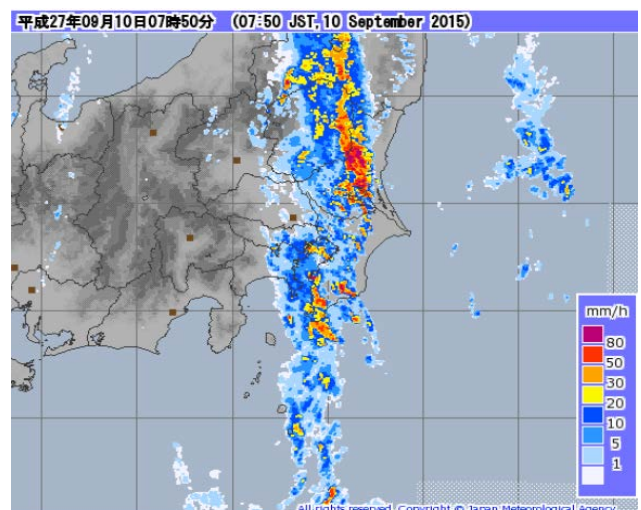 平成27年09月10日07時50分 (07:50 JST,10 September 2015)
mm/h
80
50
30
20
10
5
1
All rights reserved. Copyright © Japan Meteorological Agency